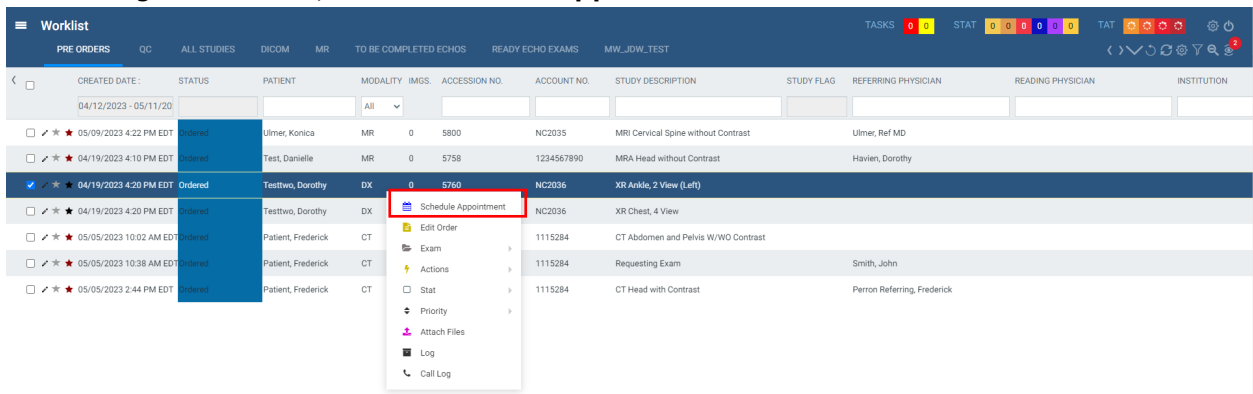 Worklist TASKS 0 0 STAT 0 0 0 0 0 0 TAT
PRE ORDERS QC ALL STUDIES DICOM MR TO BE COMPLETED ECHOS READY ECHO EXAMS MW_JDW_TEST 2
CREATED DATE : STATUS PATIENT MODALITY IMGS. ACCESSION NO. ACCOUNT NO. STUDY DESCRIPTION STUDY FLAG REFERRING PHYSICIAN READING PHYSICIAN INSTITUTION
04/12/2023 - 05/11/20 All
05/09/2023 4:22 PM EDT Ordered Ulmer, Konica MR 0 5800 NC2035 MRI Cervical Spine without Contrast Ulmer, Ref MD
04/19/2023 4:10 PM EDT Ordered Test, Danielle MR 0 5758 1234567890 MRA Head without Contrast Havien, Dorothy
04/19/2023 4:20 PM EDT Ordered Testtwo, Dorothy DX 0 5760 NC2036 XR Ankle, 2 View (Left)
04/19/2023 4:20 PM EDT Ordered Testtwo, Dorothy DX NC2036 XR Chest, 4 View
05/05/2023 10:02 AM EDT Ordered Patient, Frederick CT 1115284 CT Abdomen and Pelvis W/WO Contrast
05/05/2023 10:38 AM EDT Ordered Patient, Frederick CT 1115284 Requesting Exam Smith, John
05/05/2023 2:44 PM EDT Ordered Patient, Frederick CT 1115284 CT Head with Contrast Perron Referring, Frederick
Schedule Appointment
Edit Order
Exam
Actions
Stat
Priority
Attach Files
Log
Call Log